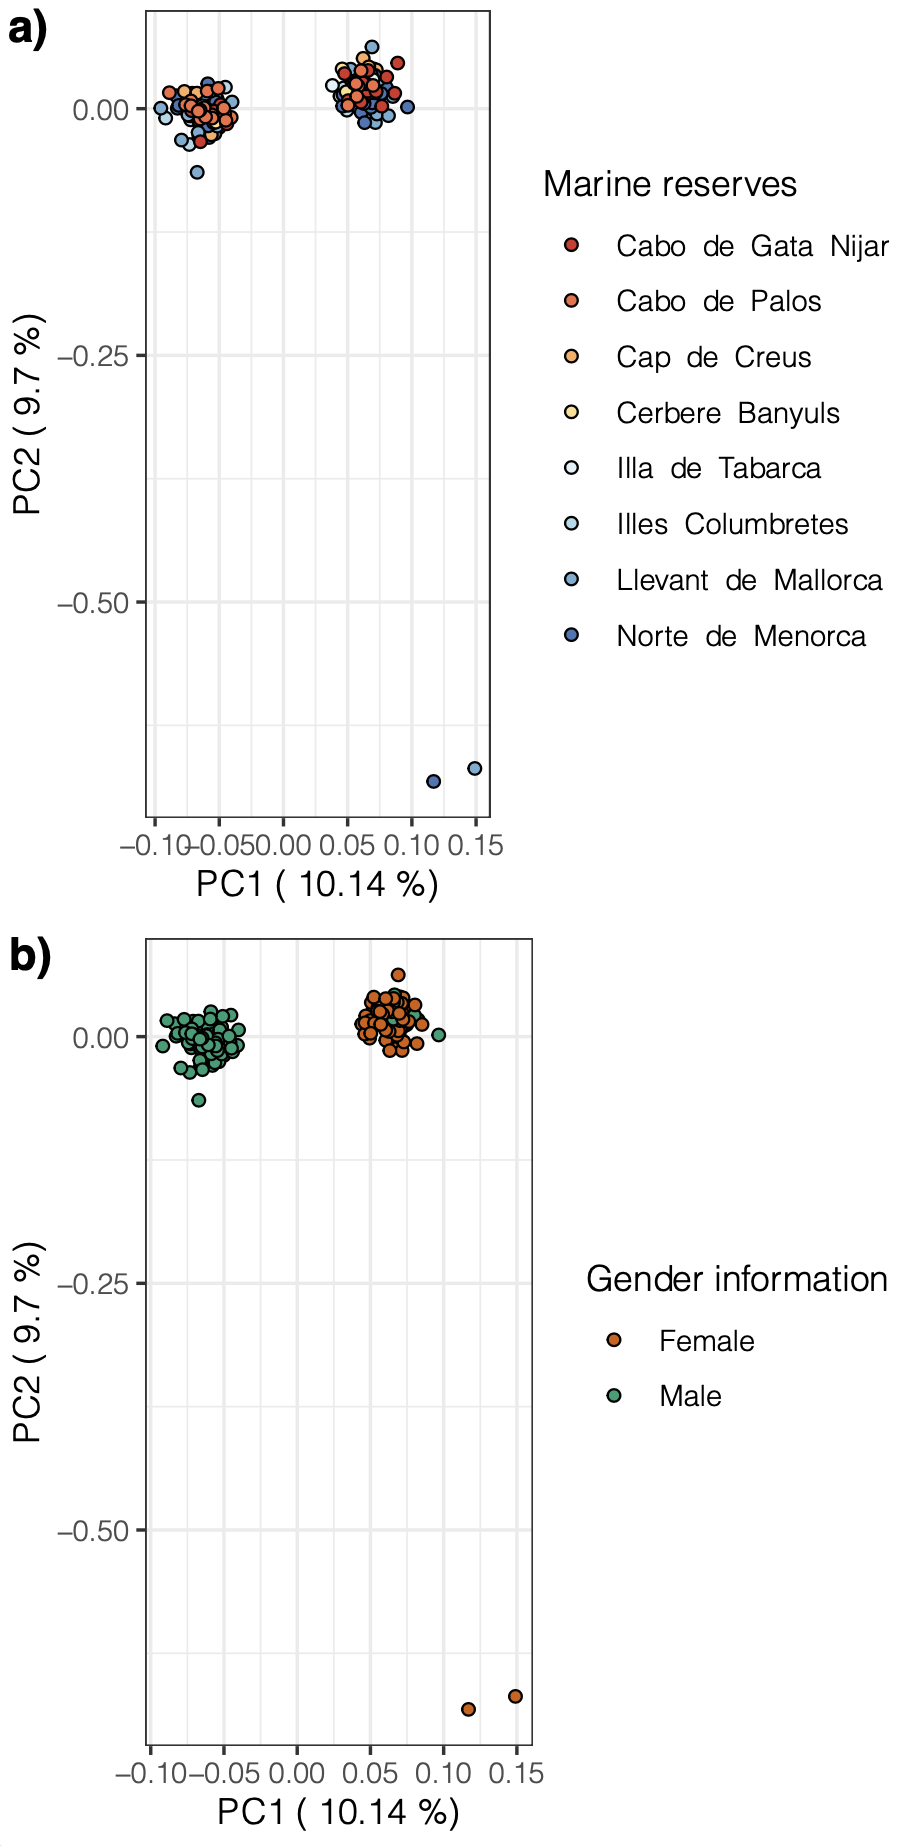 a)
0.00
−0.25
−0.50
PC2 ( 9.7 %)
−0.10 −0.05 0.00 0.05 0.10 0.15
PC1 ( 10.14 %)
Marine reserves
Cabo de Gata Nijar
Cabo de Palos
Cap de Creus
Cerbere Banyuls
Illa de Tabarca
Illes Columbretes
Llevant de Mallorca
Norte de Menorca
b)
0.00
−0.25
−0.50
PC2 ( 9.7 %)
−0.10 −0.05 0.00 0.05 0.10 0.15
PC1 ( 10.14 %)
Gender information
Female
Male